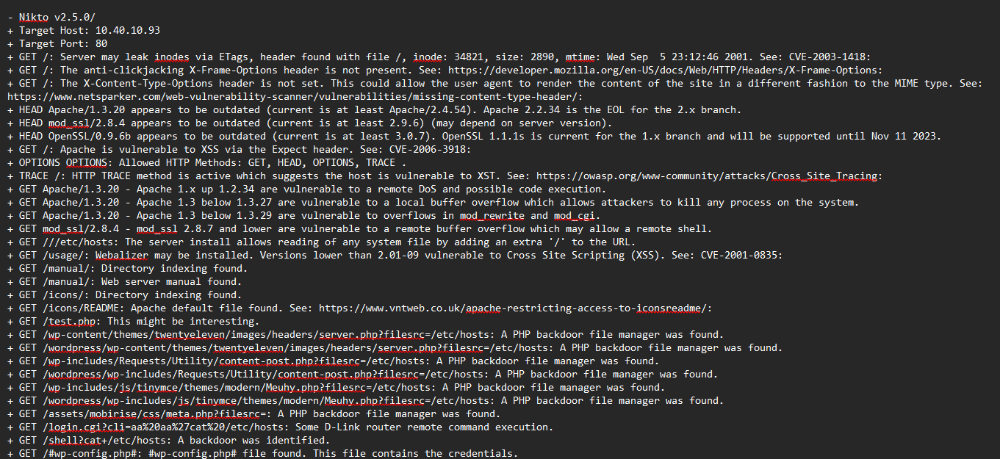 - Nikto v2.5.0/
+ Target Host: 10.40.10.93
+ Target Port: 80
+ GET /: Server may leak inodes via ETags, header found with file /, inode: 34821, size: 2890, mtime: Wed Sep  5 23:12:46 2001. See: CVE-2003-1418:
+ GET /: The anti-clickjacking X-Frame-Options header is not present. See: https://developer.mozilla.org/en-US/docs/Web/HTTP/Headers/X-Frame-Options:
+ GET /: The X-Content-Type-Options header is not set. This could allow the user agent to render the content of the site in a different fashion to the MIME type. See:
https://www.netsparker.com/web-vulnerability-scanner/vulnerabilities/missing-content-type-header/:
+ HEAD Apache/1.3.20 appears to be outdated (current is at least Apache/2.4.54). Apache 2.2.34 is the EOL for the 2.x branch.
+ HEAD mod_ssl/2.8.4 appears to be outdated (current is at least 2.9.6) (may depend on server version).
+ HEAD OpenSSL/0.9.6b appears to be outdated (current is at least 3.0.7). OpenSSL 1.1.1s is current for the 1.x branch and will be supported until Nov 11 2023.
+ GET /: Apache is vulnerable to XSS via the Expect header. See: CVE-2006-3918:
+ OPTIONS OPTIONS: Allowed HTTP Methods: GET, HEAD, OPTIONS, TRACE .
+ TRACE /: HTTP TRACE method is active which suggests the host is vulnerable to XST. See: https://owasp.org/www-community/attacks/Cross_Site_Tracing:
+ GET Apache/1.3.20 - Apache 1.x up 1.2.34 are vulnerable to a remote DoS and possible code execution.
+ GET Apache/1.3.20 - Apache 1.3 below 1.3.27 are vulnerable to a local buffer overflow which allows attackers to kill any process on the system.
+ GET Apache/1.3.20 - Apache 1.3 below 1.3.29 are vulnerable to overflows in mod_rewrite and mod_cgi.
+ GET mod_ssl/2.8.4 - mod_ssl 2.8.7 and lower are vulnerable to a remote buffer overflow which may allow a remote shell.
+ GET ///etc/hosts: The server install allows reading of any system file by adding an extra '/' to the URL.
+ GET /usage/: Webalizer may be installed. Versions lower than 2.01-09 vulnerable to Cross Site Scripting (XSS). See: CVE-2001-0835:
+ GET /manual/: Directory indexing found.
+ GET /manual/: Web server manual found.
+ GET /icons/: Directory indexing found.
+ GET /icons/README: Apache default file found. See: https://www.vntweb.co.uk/apache-restricting-access-to-iconsreadme/:
+ GET /test.php: This might be interesting.
+ GET /wp-content/themes/twentyeleven/images/headers/server.php?filesrc=/etc/hosts: A PHP backdoor file manager was found.
+ GET /wordpress/wp-content/themes/twentyeleven/images/headers/server.php?filesrc=/etc/hosts: A PHP backdoor file manager was found.
+ GET /wp-includes/Requests/Utility/content-post.php?filesrc=/etc/hosts: A PHP backdoor file manager was found.
+ GET /wordpress/wp-includes/Requests/Utility/content-post.php?filesrc=/etc/hosts: A PHP backdoor file manager was found.
+ GET /wp-includes/js/tinymce/themes/modern/Meuhy.php?filesrc=/etc/hosts: A PHP backdoor file manager was found.
+ GET /wordpress/wp-includes/js/tinymce/themes/modern/Meuhy.php?filesrc=/etc/hosts: A PHP backdoor file manager was found.
+ GET /assets/mobirise/css/meta.php?filesrc=: A PHP backdoor file manager was found.
+ GET /login.cgi?cli=aa%20aa%27cat%20/etc/hosts: Some D-Link router remote command execution.
+ GET /shell?cat+/etc/hosts: A backdoor was identified.
+ GET /#wp-config.php#: #wp-config.php# file found. This file contains the credentials.